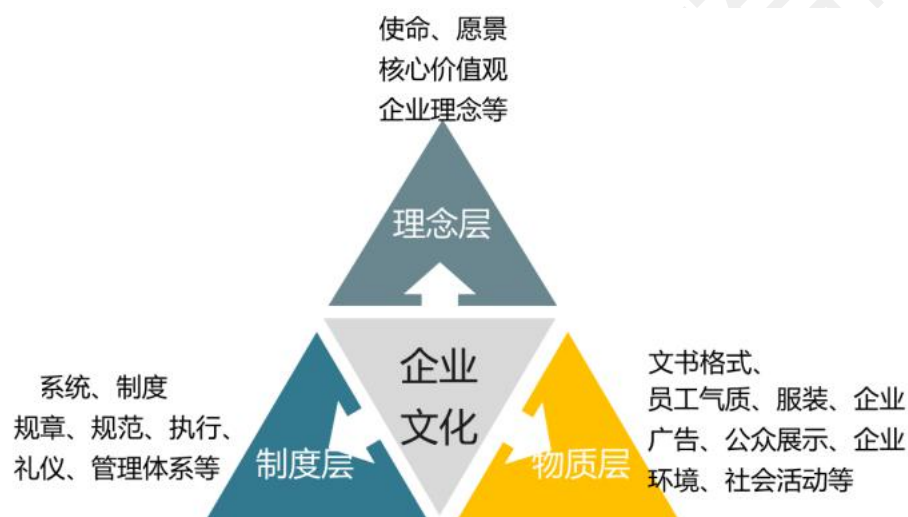 使命、愿景
核心价值观
企业理念等
理念层
企业
文化
系统、制度
规章、规范、执行、
礼仪、管理体系等
制度层
物质层
文书格式、
员工气质、服装、企业
广告、公众展示、企业
环境、社会活动等